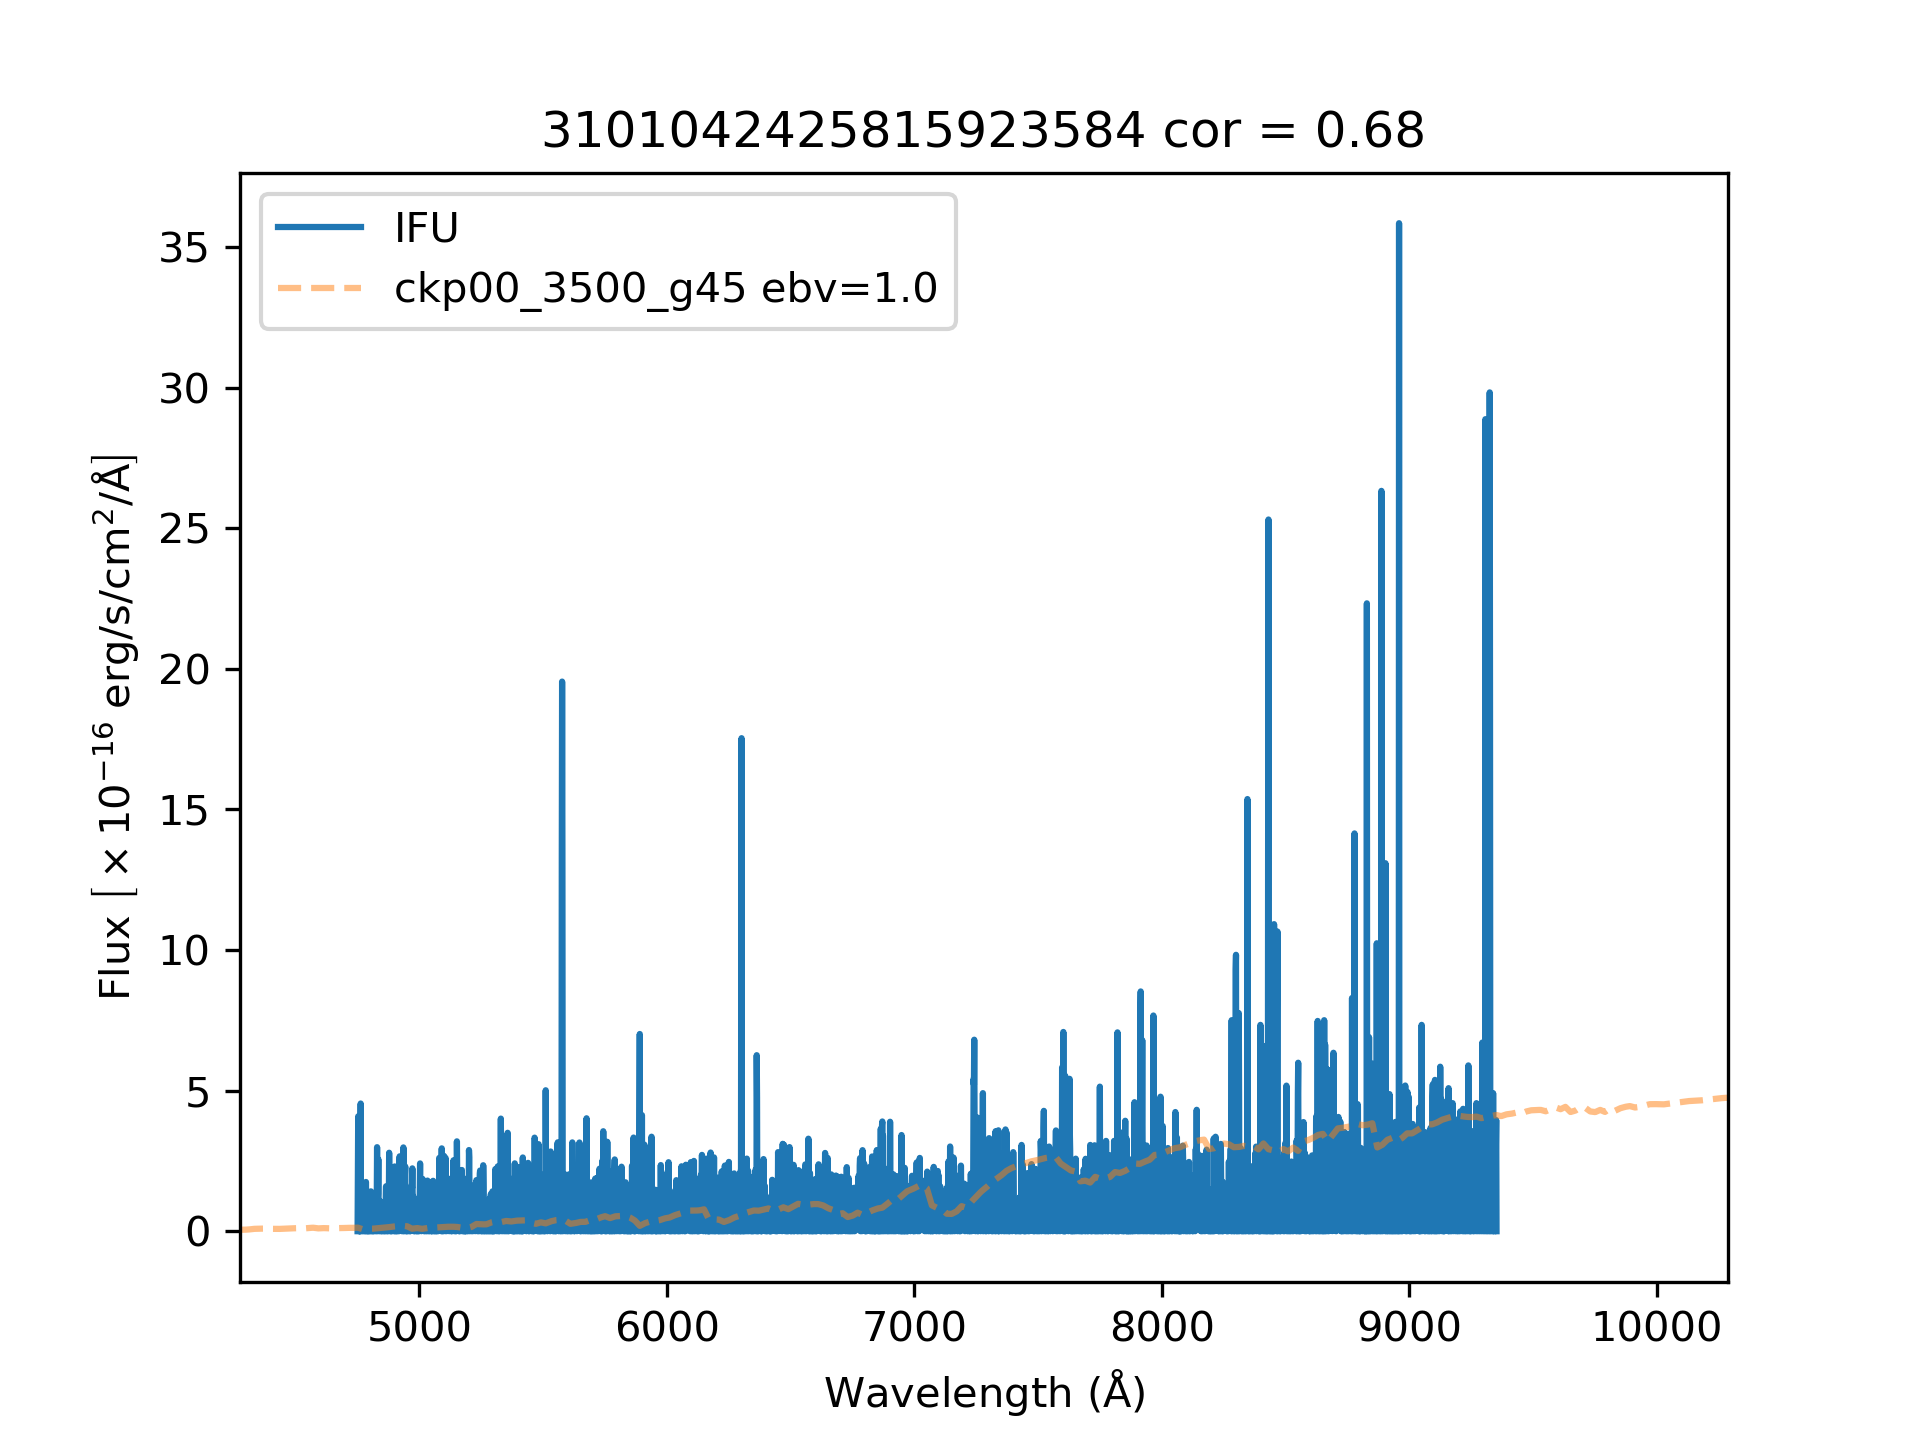 3101042425815923584 cor = 0.68
IFU
ckp00_3500_g45 ebv=1.0
35
30
25
20
15
10
5
0
Flux [× 10⁻¹⁶ erg/s/cm²/Å]
5000 6000 7000 8000 9000 10000
Wavelength (Å)